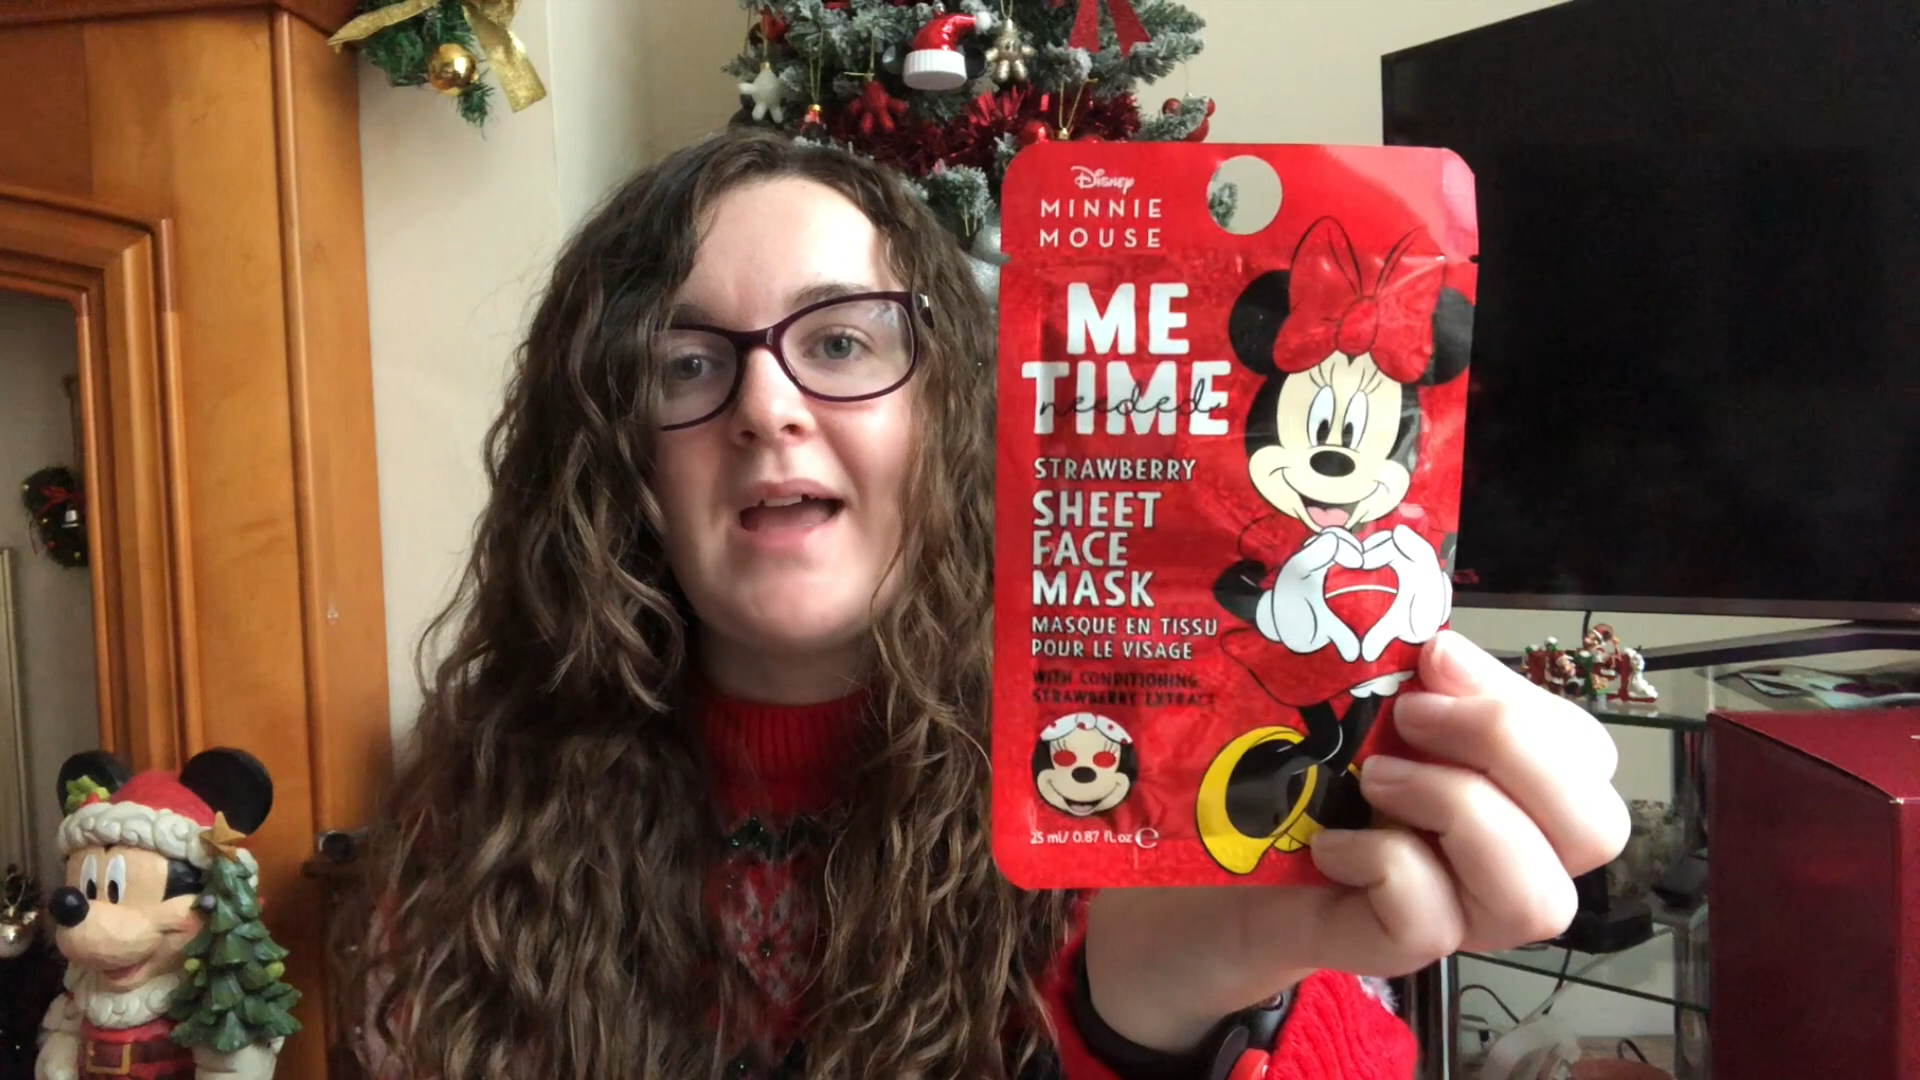 Disney
MINNIE
MOUSE
ME
TIME
needed
STRAWBERRY
SHEET
FACE
MASK
MASQUE EN TISSU
POUR LE VISAGE
WITH CONDITIONING
STRAWBERRY EXTRACT
25 ml/ 0.87 fl. oz ℮